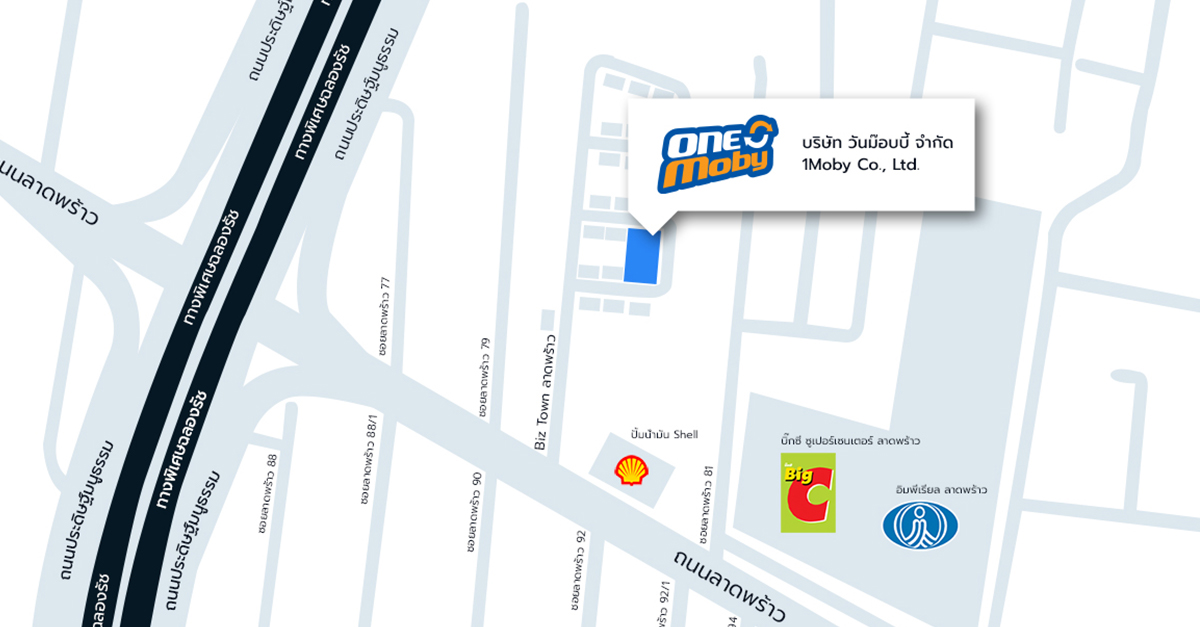 ถนนประดิษฐ์มนูธรรม
ทางพิเศษฉลองรัช
ถนนประดิษฐ์มนูธรรม
ONE
Moby
บริษัท วันม๊อบบี้ จำกัด
1Moby Co., Ltd.
ถนนลาดพร้าว
ทางพิเศษฉลองรัช
ซอยลาดพร้าว 77
ซอยลาดพร้าว 79
Biz Town ลาดพร้าว
ทางพิเศษฉลองรัช
ซอยลาดพร้าว 88/1
ซอยลาดพร้าว 88
ปั๊มน้ำมัน Shell
บิ๊กซี ซูเปอร์เซนเตอร์ ลาดพร้าว
Big
C
อิมพีเรียล ลาดพร้าว
ซอยลาดพร้าว 81
ซอยลาดพร้าว 90
ถนนประดิษฐ์มนูธรรม
ถนนประดิษฐ์มนูธรรม
ซอยลาดพร้าว 92
ถนนลาดพร้าว
92/1
94
ฉลองรัช